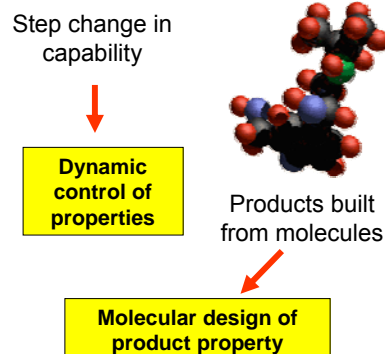 Step change in
capability
Dynamic
control of
properties
Products built
from molecules
Molecular design of
product property